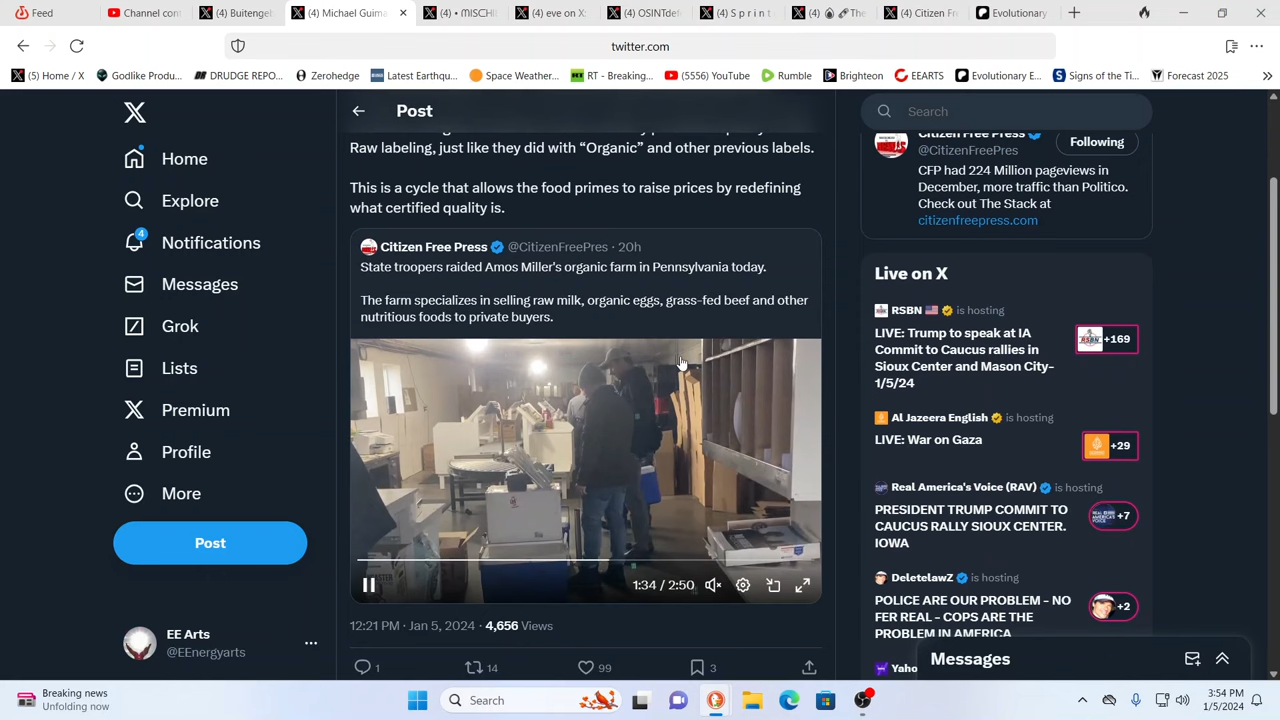 Feed
Channel con
(4) Buitengeb
(4) Michael Guima
(4) • MISCHI
(4) eve on X:
(4) OSINTdef
(4) S p r i n t
(4)
The
(4) Citizen Fr
Evolutionary
twitter.com
(5) Home / X
Godlike Produ...
DRUDGE REPO...
Zerohedge
Latest Earthqu...
Space Weather...
RT - Breaking...
(5556) YouTube
Rumble
Brighteon
EEARTS
Evolutionary E...
Signs of the Ti...
Forecast 2025
Home
Explore
Notifications
4
Messages
Grok
Lists
Premium
Profile
More
Post
EE Arts
@EEnergyarts
Post
Raw labeling, just like they did with “Organic” and other previous labels.
This is a cycle that allows the food primes to raise prices by redefining
what certified quality is.
Citizen Free Press @CitizenFreePres · 20h
State troopers raided Amos Miller's organic farm in Pennsylvania today.
The farm specializes in selling raw milk, organic eggs, grass-fed beef and other
nutritious foods to private buyers.
1:34 / 2:50
12:21 PM · Jan 5, 2024 · 4,656 Views
1
14
99
3
Search
Citizen Free Press
@CitizenFreePres
Following
CFP had 224 Million pageviews in
December, more traffic than Politico.
Check out The Stack at
citizenfreepress.com
Live on X
RSBN is hosting
LIVE: Trump to speak at IA
Commit to Caucus rallies in
Sioux Center and Mason City-
1/5/24
RSBN
+169
Al Jazeera English is hosting
LIVE: War on Gaza
+29
Real America's Voice (RAV) is hosting
PRESIDENT TRUMP COMMIT TO
CAUCUS RALLY SIOUX CENTER.
IOWA
+7
DeletelawZ is hosting
POLICE ARE OUR PROBLEM - NO
FER REAL - COPS ARE THE
PROBLEM IN AMERICA
+2
Yaho
Messages
Breaking news
Unfolding now
Search
3:54 PM
1/5/2024